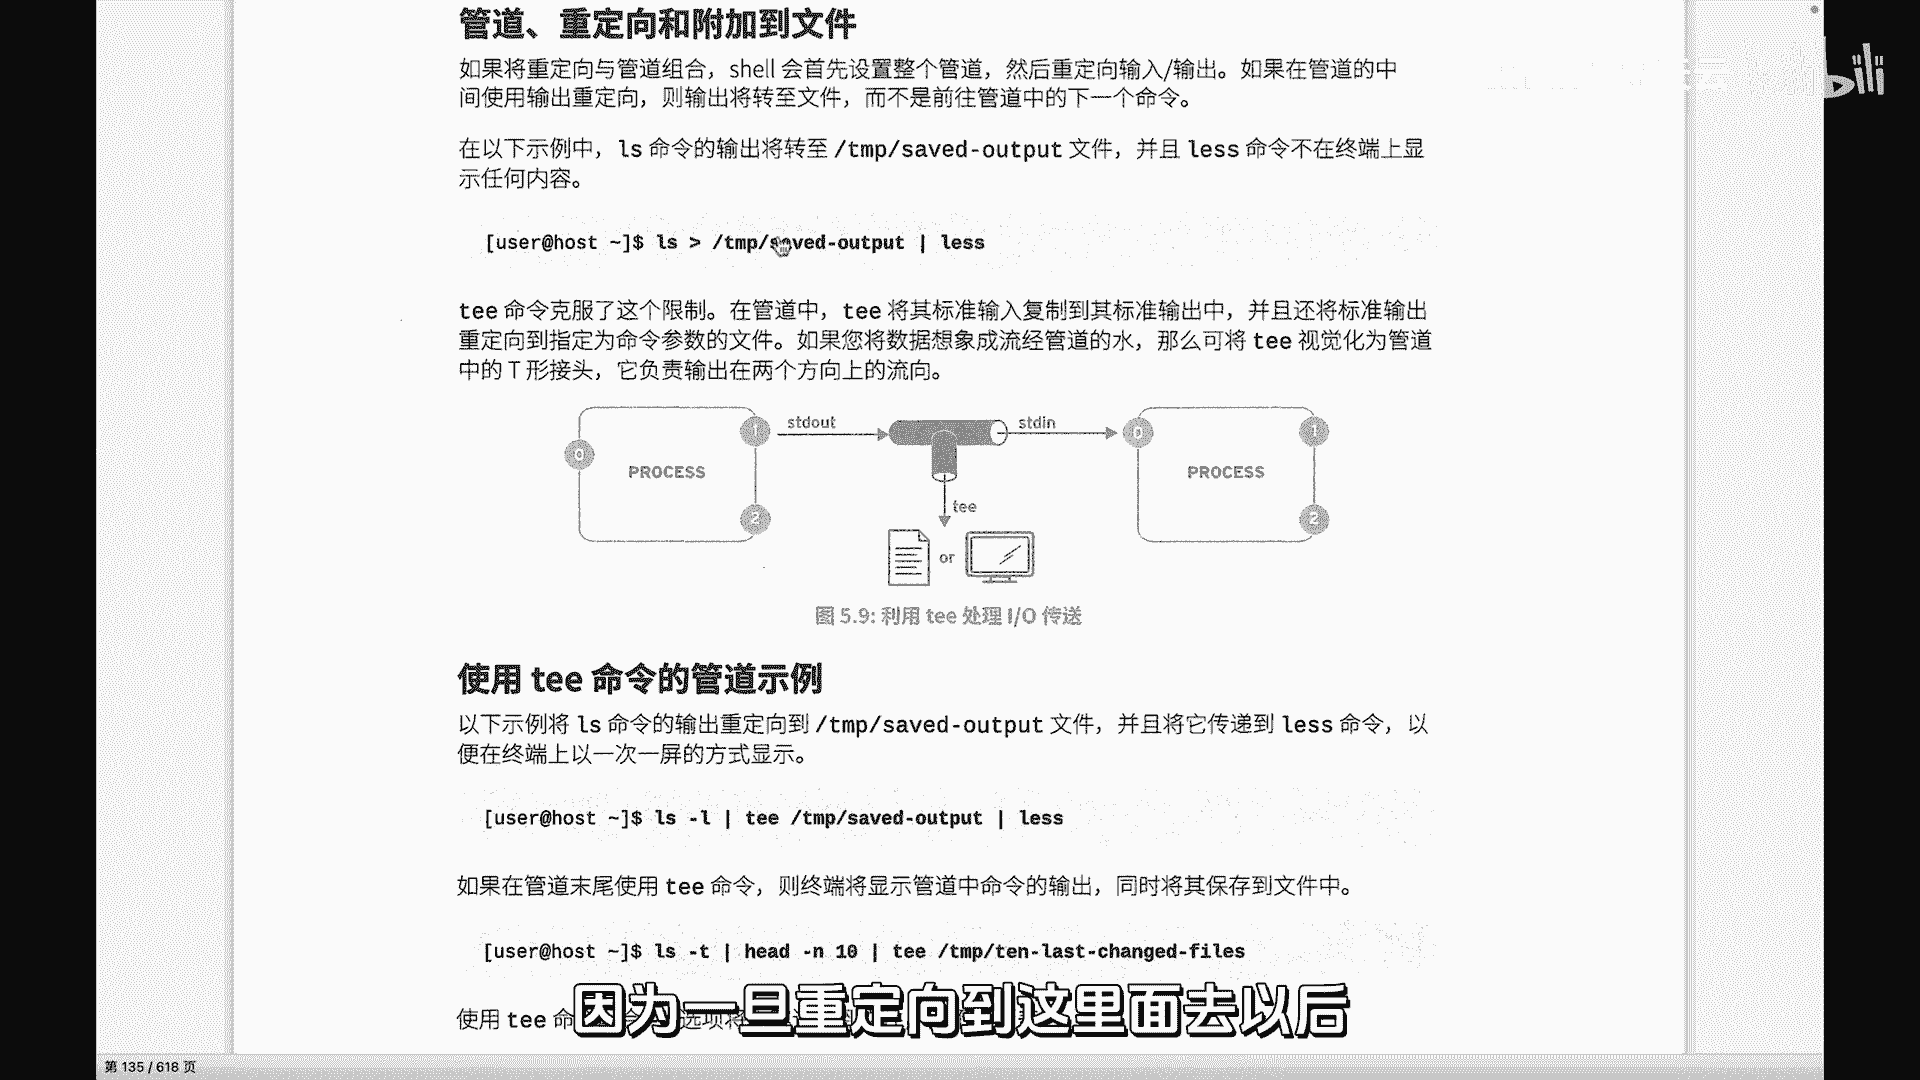 管道、重定向和附加到文件
如果将重定向与管道组合，shell 会首先设置整个管道，然后重定向输入/输出。如果在管道的中
间使用输出重定向，则输出将转至文件，而不是前往管道中的下一个命令。
在以下示例中，ls 命令的输出将转至 /tmp/saved-output 文件，并且 less 命令不在终端上显
示任何内容。
[user@host ~]$ ls > /tmp/saved-output | less
tee 命令克服了这个限制。在管道中，tee 将其标准输入复制到其标准输出中，并且还将标准输出
重定向到指定为命令参数的文件。如果您将数据想象成流经管道的水，那么可将 tee 视觉化为管道
中的 T 形接头，它负责输出在两个方向上的流向。
0 PROCESS 1 2 stdout stdin 0 PROCESS 1 2
tee
or
图 5.9: 利用 tee 处理 I/O 传送
使用 tee 命令的管道示例
以下示例将 ls 命令的输出重定向到 /tmp/saved-output 文件，并且将它传递到 less 命令，以
便在终端上以一次一屏的方式显示。
[user@host ~]$ ls -l | tee /tmp/saved-output | less
如果在管道末尾使用 tee 命令，则终端将显示管道中命令的输出，同时将其保存到文件中。
[user@host ~]$ ls -t | head -n 10 | tee /tmp/ten-last-changed-files
使用 tee 命
因为一旦重定向到这里面去以后
第 135 / 618 页